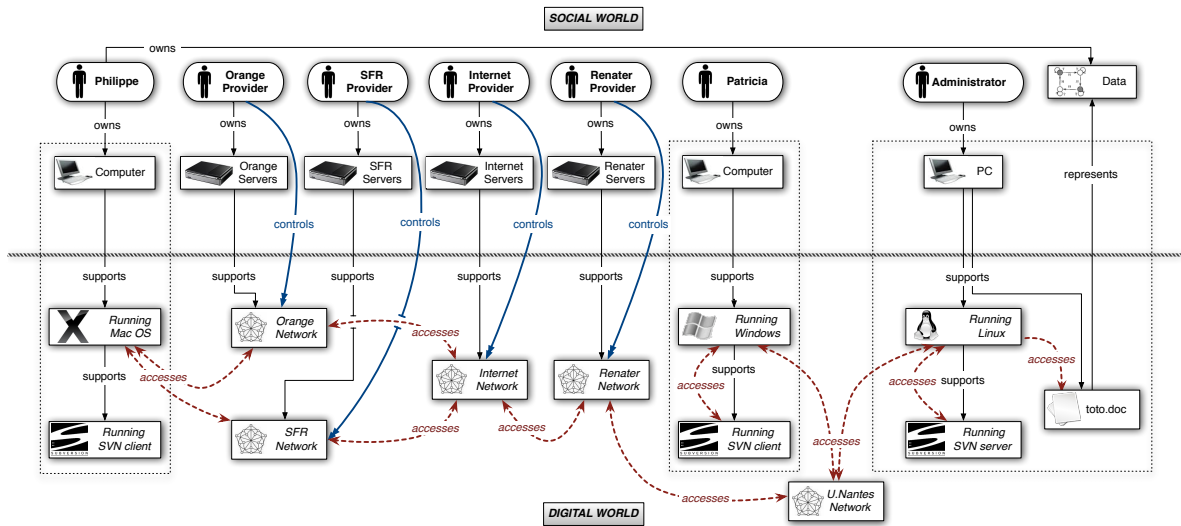 SOCIAL WORLD
owns
Philippe
Orange
Provider
SFR
Provider
Internet
Provider
Renater
Provider
Patricia
Administrator
Data
owns
owns
owns
owns
owns
owns
owns
Computer
Orange
Servers
SFR
Servers
Internet
Servers
Renater
Servers
Computer
PC
represents
controls
controls
controls
controls
supports
supports
supports
supports
supports
supports
supports
Running
Mac OS
Orange
Network
accesses
Running
Windows
Running
Linux
accesses
supports
accesses
Internet
Network
Renater
Network
accesses
supports
accesses
supports
accesses
toto.doc
Running
SVN client
SFR
Network
accesses
accesses
Running
SVN client
accesses
Running
SVN server
SUBVERSION
SUBVERSION
SUBVERSION
accesses
U.Nantes
Network
DIGITAL WORLD